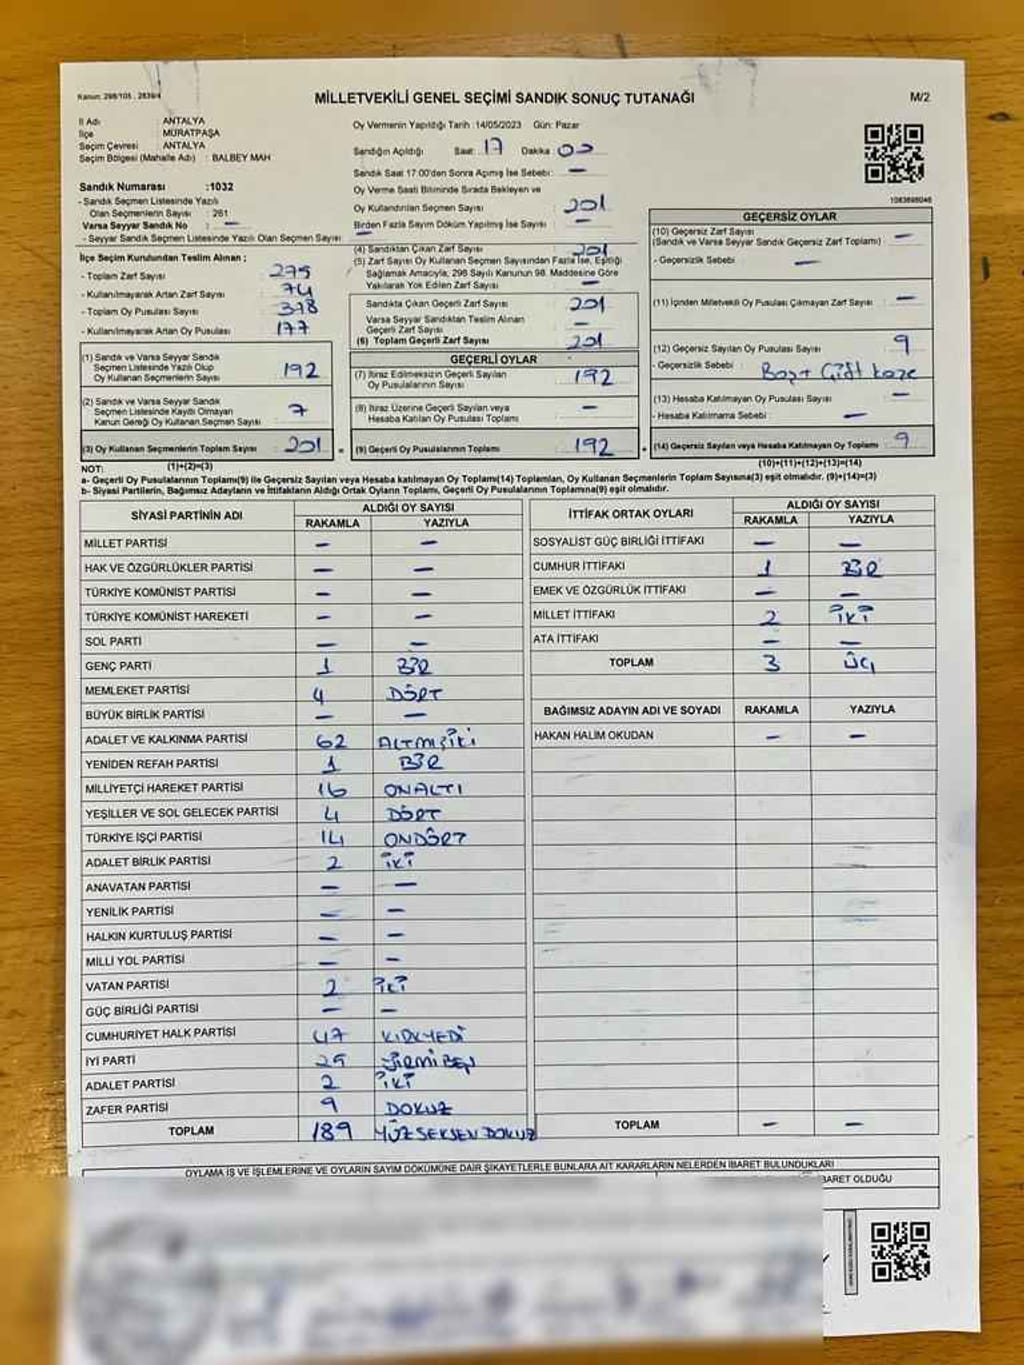 Kanun: 298/105 , 2839/4
MİLLETVEKİLİ GENEL SEÇİMİ SANDIK SONUÇ TUTANAĞI
M/2
İl Adı ANTALYA
İlçe MURATPAŞA
Seçim Çevresi ANTALYA
Seçim Bölgesi (Mahalle Adı) : BALBEY MAH
Oy Vermenin Yapıldığı Tarih :14/05/2023 Gün: Pazar
Sandığın Açıldığı Saat: 17 Dakika: 00
Sandık Saat 17:00'den Sonra Açılmış İse Sebebi: —
Sandık Numarası :1032
- Sandık Seçmen Listesinde Yazılı
Olan Seçmenlerin Sayısı : 261
Varsa Seyyar Sandık No —
- Seyyar Sandık Seçmen Listesinde Yazılı Olan Seçmen Sayısı —
Oy Verme Saati Bitiminde Sırada Bekleyen ve
Oy Kullandırılan Seçmen Sayısı 201
Birden Fazla Sayım Döküm Yapılmış İse Sayısı : —
İlçe Seçim Kurulundan Teslim Alınan ;
- Toplam Zarf Sayısı : 275
- Kullanılmayarak Artan Zarf Sayısı : 74
- Toplam Oy Pusulası Sayısı : 378
- Kullanılmayarak Artan Oy Pusulası : 177
(4) Sandıktan Çıkan Zarf Sayısı 201
(5) Zarf Sayısı Oy Kullanan Seçmen Sayısından Fazla İse, Eşitliği
Sağlamak Amacıyla, 298 Sayılı Kanunun 98. Maddesine Göre
Yakılarak Yok Edilen Zarf Sayısı —
Sandıkta Çıkan Geçerli Zarf Sayısı 201
Varsa Seyyar Sandıktan Teslim Alınan
Geçerli Zarf Sayısı —
(6) Toplam Geçerli Zarf Sayısı 201
1083698046
GEÇERSİZ OYLAR
(10) Geçersiz Zarf Sayısı
(Sandık ve Varsa Seyyar Sandık Geçersiz Zarf Toplamı) : —
- Geçersizlik Sebebi : —
(11) İçinden Milletvekili Oy Pusulası Çıkmayan Zarf Sayısı : —
(12) Geçersiz Sayılan Oy Pusulası Sayısı : 9
- Geçersizlik Sebebi : Boş+ Çift kaşe
(13) Hesaba Katılmayan Oy Pusulası Sayısı : —
- Hesaba Katılmama Sebebi : —
(14) Geçersiz Sayılan veya Hesaba Katılmayan Oy Toplamı : 9
(1) Sandık ve Varsa Seyyar Sandık
Seçmen Listesinde Yazılı Olup
Oy Kullanan Seçmenlerin Sayısı 192
(2) Sandık ve Varsa Seyyar Sandık
Seçmen Listesinde Kayıtlı Olmayan
Kanun Gereği Oy Kullanan Seçmen Sayısı 7
(3) Oy Kullanan Seçmenlerin Toplam Sayısı 201 =
GEÇERLİ OYLAR
(7) İtiraz Edilmeksizin Geçerli Sayılan
Oy Pusulalarının Sayısı 192
(8) İtiraz Üzerine Geçerli Sayılan veya
Hesaba Katılan Oy Pusulası Toplamı —
(9) Geçerli Oy Pusulalarının Toplamı 192 +
NOT: (1)+(2)=(3) (10)+(11)+(12)+(13)=(14)
a- Geçerli Oy Pusulalarının Toplamı(9) ile Geçersiz Sayılan veya Hesaba katılmayan Oy Toplamı(14) Toplamları, Oy Kullanan Seçmenlerin Toplam Sayısına(3) eşit olmalıdır. (9)+(14)=(3)
b- Siyasi Partilerin, Bağımsız Adayların ve İttifakların Aldığı Ortak Oyların Toplamı, Geçerli Oy Pusulalarının Toplamına(9) eşit olmalıdır.
SİYASİ PARTİNİN ADI ALDIĞI OY SAYISI
RAKAMLA YAZIYLA
MİLLET PARTİSİ — —
HAK VE ÖZGÜRLÜKLER PARTİSİ — —
TÜRKİYE KOMÜNİST PARTİSİ — —
TÜRKİYE KOMÜNİST HAREKETİ — —
SOL PARTİ — —
GENÇ PARTİ 1 BİR
MEMLEKET PARTİSİ 4 DÖRT
BÜYÜK BİRLİK PARTİSİ — —
ADALET VE KALKINMA PARTİSİ 62 ALTMIŞİKİ
YENİDEN REFAH PARTİSİ 1 BİR
MİLLİYETÇİ HAREKET PARTİSİ 16 ONALTI
YEŞİLLER VE SOL GELECEK PARTİSİ 4 DÖRT
TÜRKİYE İŞÇİ PARTİSİ 14 ONDÖRT
ADALET BİRLİK PARTİSİ 2 İKİ
ANAVATAN PARTİSİ — —
YENİLİK PARTİSİ — —
HALKIN KURTULUŞ PARTİSİ — —
MİLLİ YOL PARTİSİ — —
VATAN PARTİSİ 2 İKİ
GÜÇ BİRLİĞİ PARTİSİ — —
CUMHURİYET HALK PARTİSİ 47 KIRKYEDİ
İYİ PARTİ 25 YİRMİBEŞ
ADALET PARTİSİ 2 İKİ
ZAFER PARTİSİ 9 DOKUZ
TOPLAM 189 YÜZSEKSENDOKUZ
İTTİFAK ORTAK OYLARI ALDIĞI OY SAYISI
RAKAMLA YAZIYLA
SOSYALİST GÜÇ BİRLİĞİ İTTİFAKI — —
CUMHUR İTTİFAKI 1 BİR
EMEK VE ÖZGÜRLÜK İTTİFAKI — —
MİLLET İTTİFAKI 2 İKİ
ATA İTTİFAKI — —
TOPLAM 3 ÜÇ
BAĞIMSIZ ADAYIN ADI VE SOYADI RAKAMLA YAZIYLA
HAKAN HALİM OKUDAN — —
TOPLAM — —
OYLAMA İŞ VE İŞLEMLERİNE VE OYLARIN SAYIM DÖKÜMÜNE DAİR ŞİKAYETLERLE BUNLARA AİT KARARLARIN NELERDEN İBARET BULUNDUKLARI
İBARET OLDUĞU